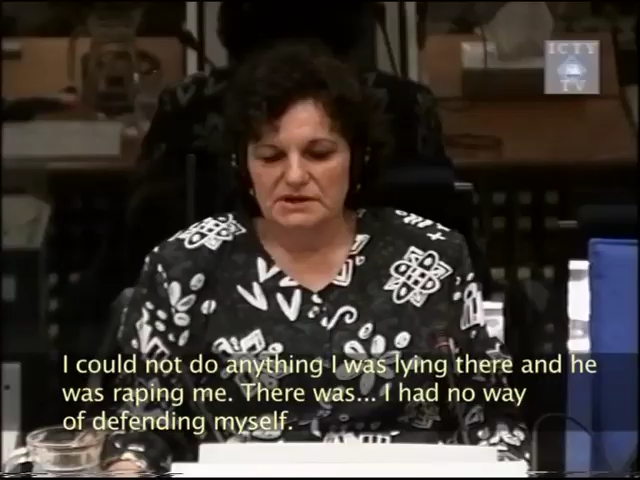 ICTY
TV
I could not do anything I was lying there and he
was raping me. There was... I had no way
of defending myself.